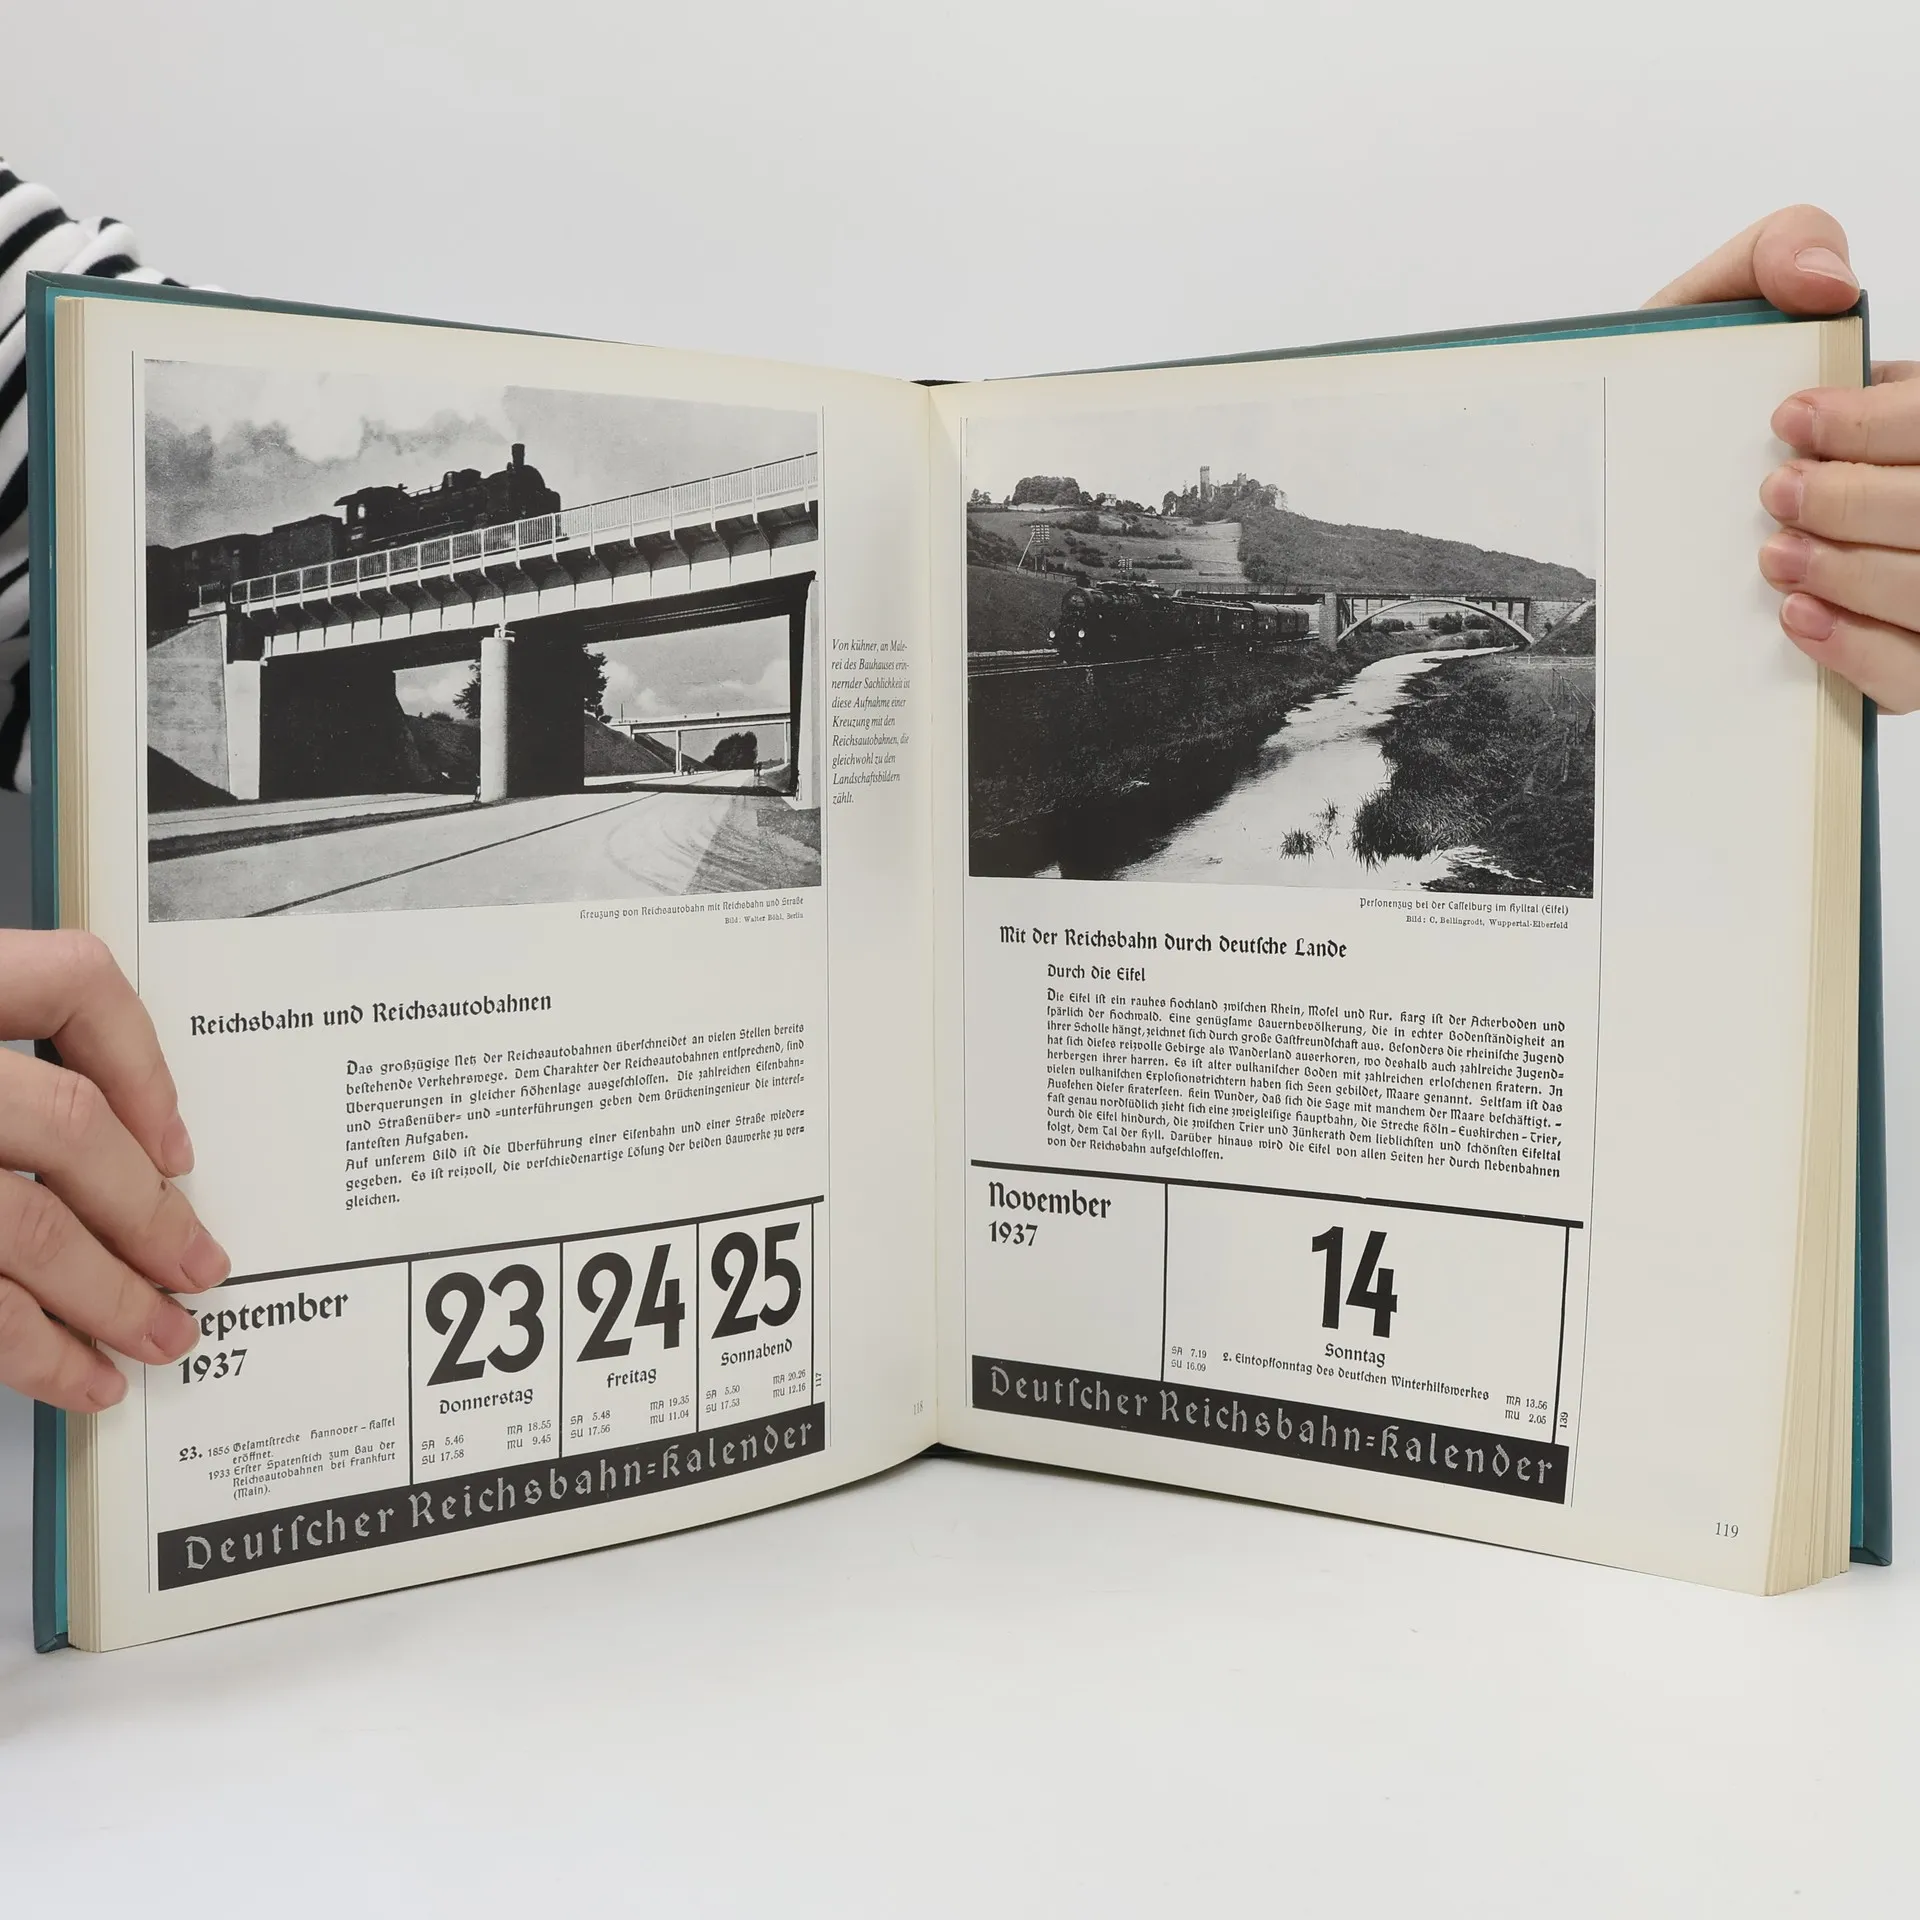 Von kühner, an Male-
rei des Bauhauses erin-
nernder Sachlichkeit ist
diese Aufnahme einer
Kreuzung mit den
Reichsautobahnen, die
gleichwohl zu den
Landschaftsbildern
zählt.
Kreuzung von Reichsautobahn mit Reichsbahn und Straße
Bild: Walter Böhl, Berlin
Reichsbahn und Reichsautobahnen
Das großzügige Netz der Reichsautobahnen überſchneidet an vielen Stellen bereits
beſtehende Verkehrswege. Dem Charakter der Reichsautobahnen entſprechend, ſind
Überquerungen in gleicher Höhenlage ausgeſchloſſen. Die zahlreichen Eiſenbahn-
und Straßenüber- und -unterführungen geben dem Brückeningenieur die intereſ-
ſanteſten Aufgaben.
Auf unſerem Bild iſt die Überführung einer Eiſenbahn und einer Straße wieder-
gegeben. Es iſt reizvoll, die verſchiedenartige Löſung der beiden Bauwerke zu ver-
gleichen.
September
1937
23. 1856 Geſamtſtrecke Hannover – Kaſſel
eröffnet.
1933 Erſter Spatenſtich zum Bau der
Reichsautobahnen bei Frankfurt
(Main).
23
Donnerstag
SA 5.46 MA 18.55
SU 17.58 MU 9.45
24
Freitag
SA 5.48 MA 19.35
SU 17.56 MU 11.04
25
Sonnabend
SA 5.50 MA 20.26
SU 17.53 MU 12.16
117
Deutſcher Reichsbahn-Kalender
118
Perſonenzug bei der Caſſelburg im Kylltal (Eifel)
Bild: C. Bellingrodt, Wuppertal-Elberfeld
Mit der Reichsbahn durch deutſche Lande
Durch die Eifel
Die Eifel iſt ein rauhes Hochland zwiſchen Rhein, Moſel und Rur. Karg iſt der Ackerboden und
ſpärlich der Hochwald. Eine genügſame Bauernbevölkerung, die in echter Bodenſtändigkeit an
ihrer Scholle hängt, zeichnet ſich durch große Gaſtfreundſchaft aus. Beſonders die rheiniſche Jugend
hat ſich dieſes reizvolle Gebirge als Wanderland auserkoren, wo deshalb auch zahlreiche Jugend-
herbergen ihrer harren. Es iſt alter vulkaniſcher Boden mit zahlreichen erloſchenen Kratern. In
vielen vulkaniſchen Exploſionstrichtern haben ſich Seen gebildet, Maare genannt. Seltſam iſt das
Ausſehen dieſer Kraterſeen. Kein Wunder, daß ſich die Sage mit manchem der Maare beſchäftigt. –
Faſt genau nordſüdlich zieht ſich eine zweigleiſige Hauptbahn, die Strecke Köln – Euskirchen – Trier,
durch die Eifel hindurch, die zwiſchen Trier und Jünkerath dem lieblichſten und ſchönſten Eifeltal
folgt, dem Tal der Kyll. Darüber hinaus wird die Eifel von allen Seiten her durch Nebenbahnen
von der Reichsbahn aufgeſchloſſen.
November
1937
14
Sonntag
SA 7.19
SU 16.09
2. Eintopfſonntag des Deutſchen Winterhilfswerkes
MA 13.56
MU 2.05
139
Deutſcher Reichsbahn-Kalender
119